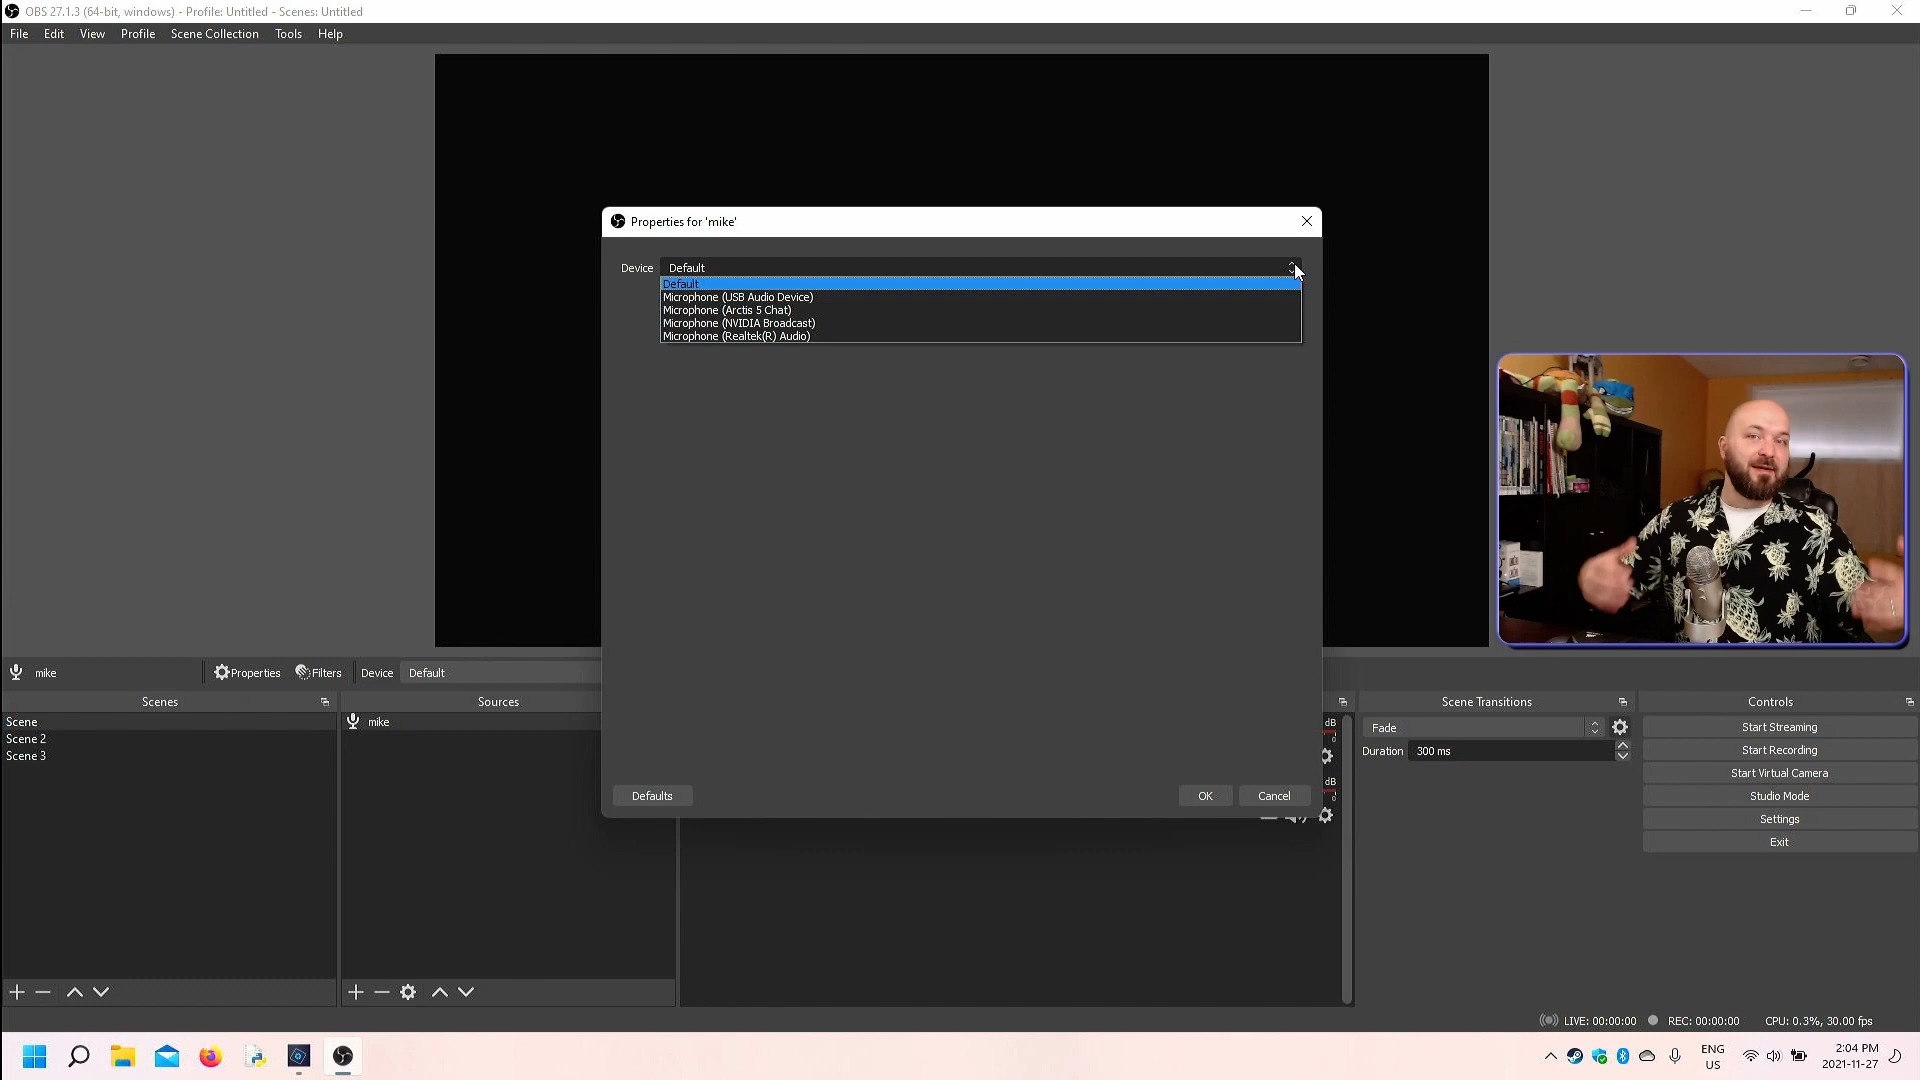 OBS 27.1.3 (64-bit, windows) - Profile: Untitled - Scenes: Untitled
File Edit View Profile Scene Collection Tools Help
Properties for 'mike'
Device Default
Default
Microphone (USB Audio Device)
Microphone (Arctis 5 Chat)
Microphone (NVIDIA Broadcast)
Microphone (Realtek(R) Audio)
Defaults OK Cancel
mike Properties Filters Device Default
Scenes
Scene
Scene 2
Scene 3
Sources
mike
dB
0
dB
0
Scene Transitions
Fade
Duration 300 ms
Controls
Start Streaming
Start Recording
Start Virtual Camera
Studio Mode
Settings
Exit
LIVE: 00:00:00 REC: 00:00:00 CPU: 0.3%, 30.00 fps
ENG
US
2:04 PM
2021-11-27